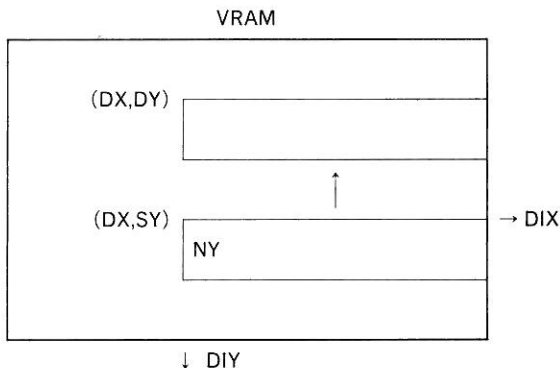 VRAM
(DX,DY)
(DX,SY)
→ DIX
NY
↓ DIY